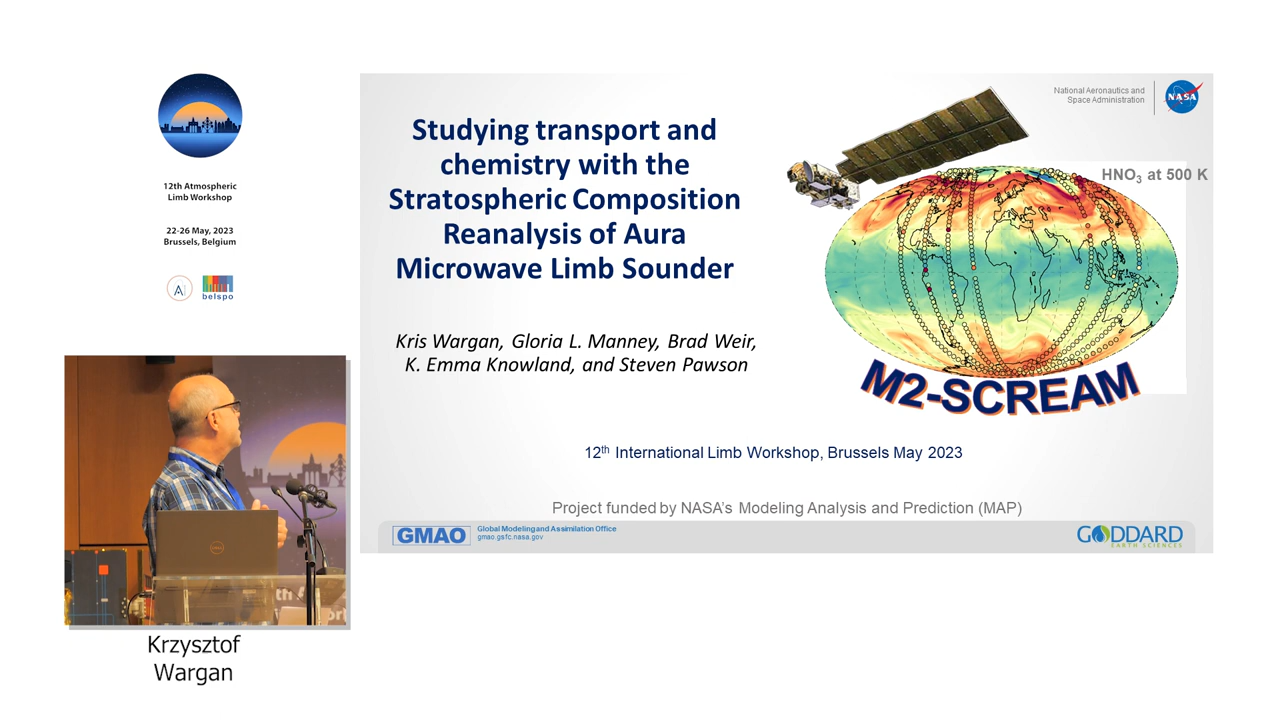 12th Atmospheric
Limb Workshop
22-26 May, 2023
Brussels, Belgium
belspo
National Aeronautics and
Space Administration
NASA
Studying transport and
chemistry with the
Stratospheric Composition
Reanalysis of Aura
Microwave Limb Sounder
HNO3 at 500 K
Kris Wargan, Gloria L. Manney, Brad Weir,
K. Emma Knowland, and Steven Pawson
M2-SCREAM
12th International Limb Workshop, Brussels May 2023
Project funded by NASA's Modeling Analysis and Prediction (MAP)
GMAO
Global Modeling and Assimilation Office
gmao.gsfc.nasa.gov
GODDARD
EARTH SCIENCES
Krzysztof
Wargan